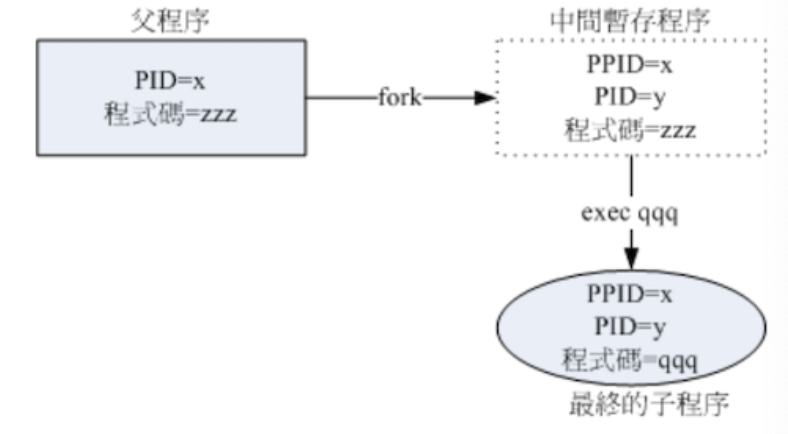 父程序
PID=x
程式碼=zzz
fork
中間暫存程序
PPID=x
PID=y
程式碼=zzz
exec qqq
PPID=x
PID=y
程式碼=qqq
最終的子程序